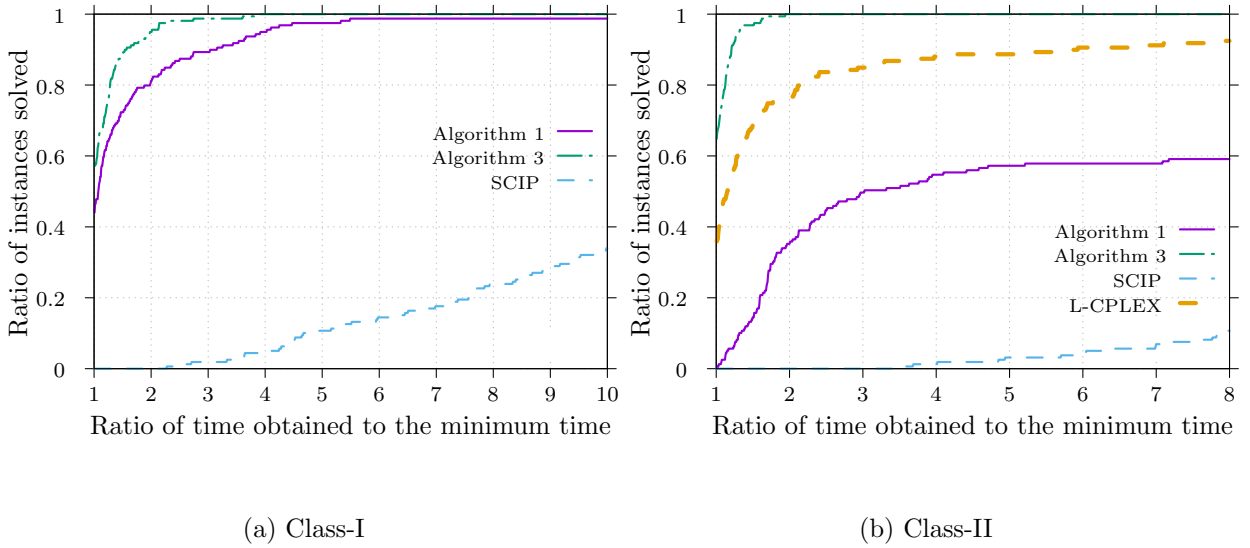 Ratio of instances solved
1
0.8
0.6
0.4
0.2
0
Algorithm 1
Algorithm 3
SCIP
1 2 3 4 5 6 7 8 9 10
Ratio of time obtained to the minimum time
(a) Class-I
Ratio of instances solved
1
0.8
0.6
0.4
0.2
0
Algorithm 1
Algorithm 3
SCIP
L-CPLEX
1 2 3 4 5 6 7 8
Ratio of time obtained to the minimum time
(b) Class-II